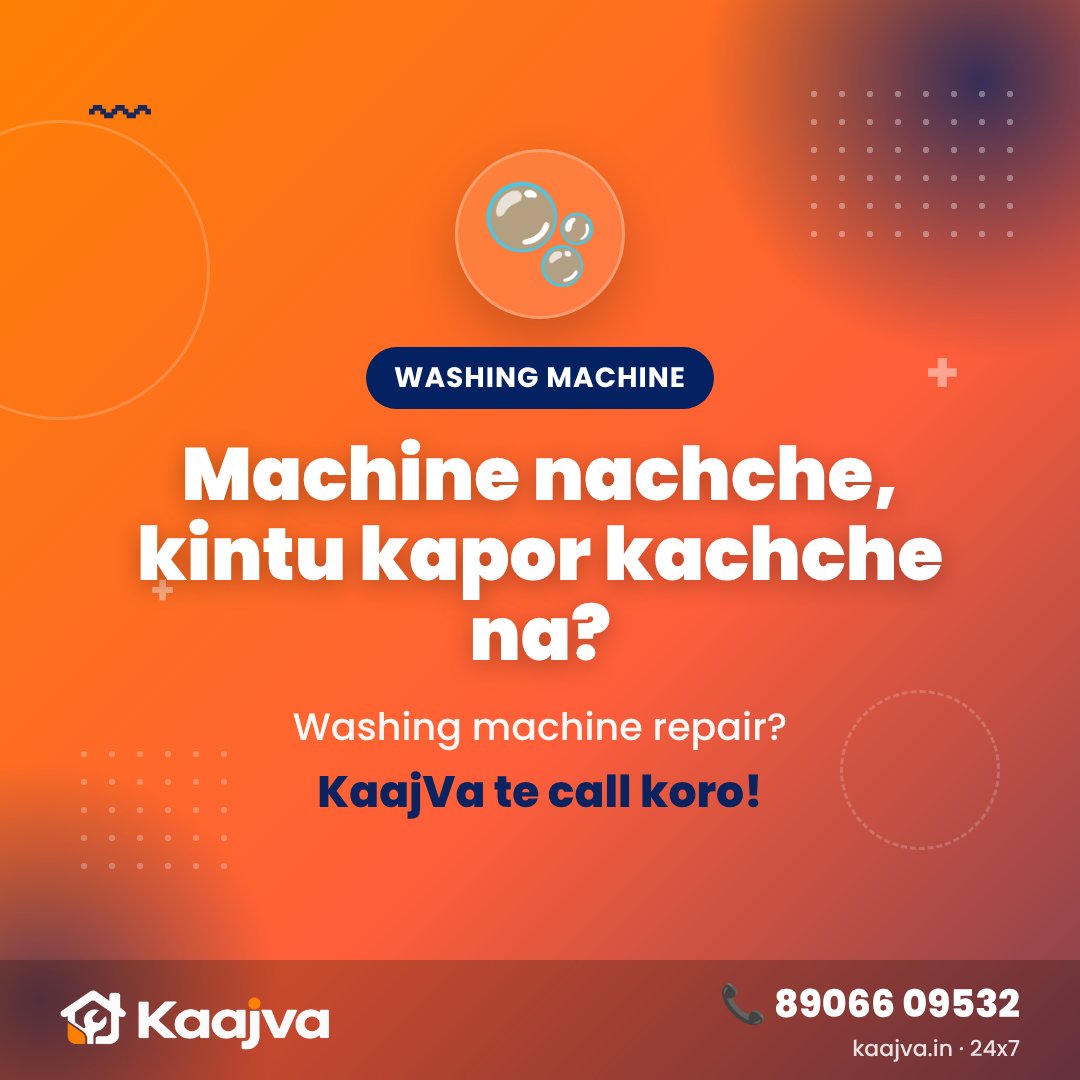 WASHING MACHINE
Machine nachche,
kintu kapor kachche
na?
Washing machine repair?
KaajVa te call koro!
Kaajva
89066 09532
kaajva.in · 24x7